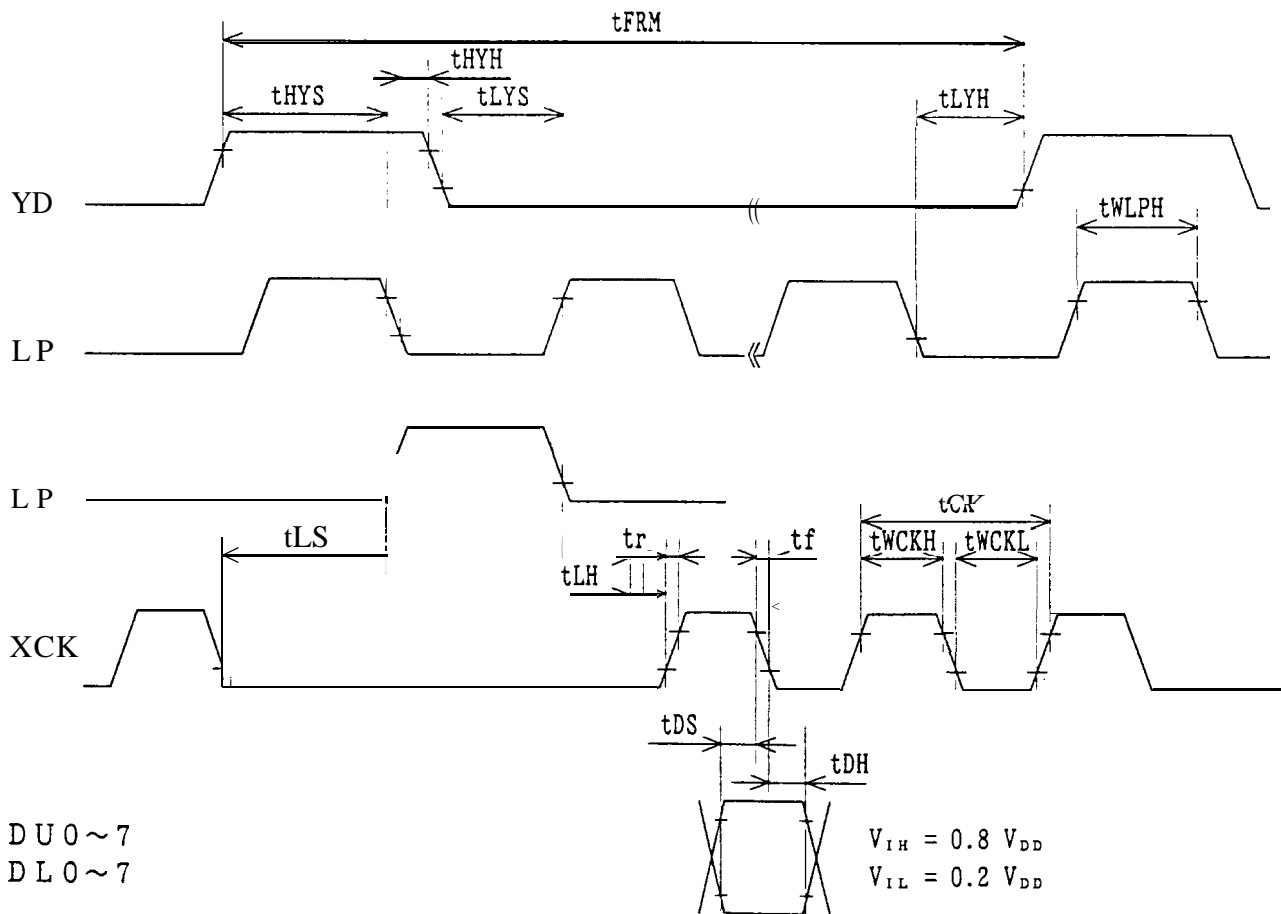 tFRM
tHYH
tHYS
tLYS
tLYH
YD
tWLPH
LP
LP
tCK
tLS
tr
tf
tWCKH
tWCKL
tLH
XCK
tDS
tDH
DU0~7
DL0~7
VIH = 0.8 VDD
VIL = 0.2 VDD